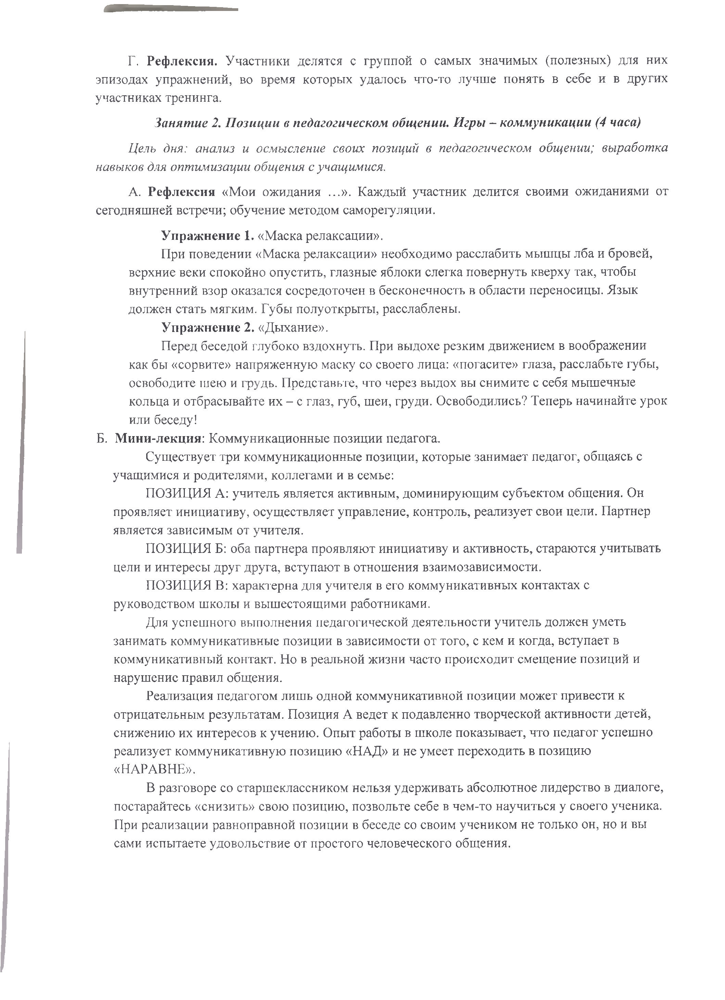 Г. Рефлексия. Участники делятся с группой о самых значимых (полезных) для них
эпизодах упражнений, во время которых удалось что-то лучше понять в себе и в других
участниках тренинга.
Занятие 2. Позиции в педагогическом общении. Игры – коммуникации (4 часа)
Цель дня: анализ и осмысление своих позиций в педагогическом общении; выработка
навыков для оптимизации общения с учащимися.
А. Рефлексия «Мои ожидания ...». Каждый участник делится своими ожиданиями от
сегодняшней встречи; обучение методом саморегуляции.
Упражнение 1. «Маска релаксации».
При поведении «Маска релаксации» необходимо расслабить мышцы лба и бровей,
верхние веки спокойно опустить, глазные яблоки слегка повернуть кверху так, чтобы
внутренний взор оказался сосредоточен в бесконечность в области переносицы. Язык
должен стать мягким. Губы полуоткрыты, расслаблены.
Упражнение 2. «Дыхание».
Перед беседой глубоко вздохнуть. При выдохе резким движением в воображении
как бы «сорвите» напряженную маску со своего лица: «погасите» глаза, расслабьте губы,
освободите шею и грудь. Представьте, что через выдох вы снимите с себя мышечные
кольца и отбрасывайте их – с глаз, губ, шеи, груди. Освободились? Теперь начинайте урок
или беседу!
Б. Мини-лекция: Коммуникационные позиции педагога.
Существует три коммуникационные позиции, которые занимает педагог, общаясь с
учащимися и родителями, коллегами и в семье:
ПОЗИЦИЯ А: учитель является активным, доминирующим субъектом общения. Он
проявляет инициативу, осуществляет управление, контроль, реализует свои цели. Партнер
является зависимым от учителя.
ПОЗИЦИЯ Б: оба партнера проявляют инициативу и активность, стараются учитывать
цели и интересы друг друга, вступают в отношения взаимозависимости.
ПОЗИЦИЯ В: характерна для учителя в его коммуникативных контактах с
руководством школы и вышестоящими работниками.
Для успешного выполнения педагогической деятельности учитель должен уметь
занимать коммуникативные позиции в зависимости от того, с кем и когда, вступает в
коммуникативный контакт. Но в реальной жизни часто происходит смещение позиций и
нарушение правил общения.
Реализация педагогом лишь одной коммуникативной позиции может привести к
отрицательным результатам. Позиция А ведет к подавленно творческой активности детей,
снижению их интересов к учению. Опыт работы в школе показывает, что педагог успешно
реализует коммуникативную позицию «НАД» и не умеет переходить в позицию
«НАРАВНЕ».
В разговоре со старшеклассником нельзя удерживать абсолютное лидерство в диалоге,
постарайтесь «снизить» свою позицию, позвольте себе в чем-то научиться у своего ученика.
При реализации равноправной позиции в беседе со своим учеником не только он, но и вы
сами испытаете удовольствие от простого человеческого общения.